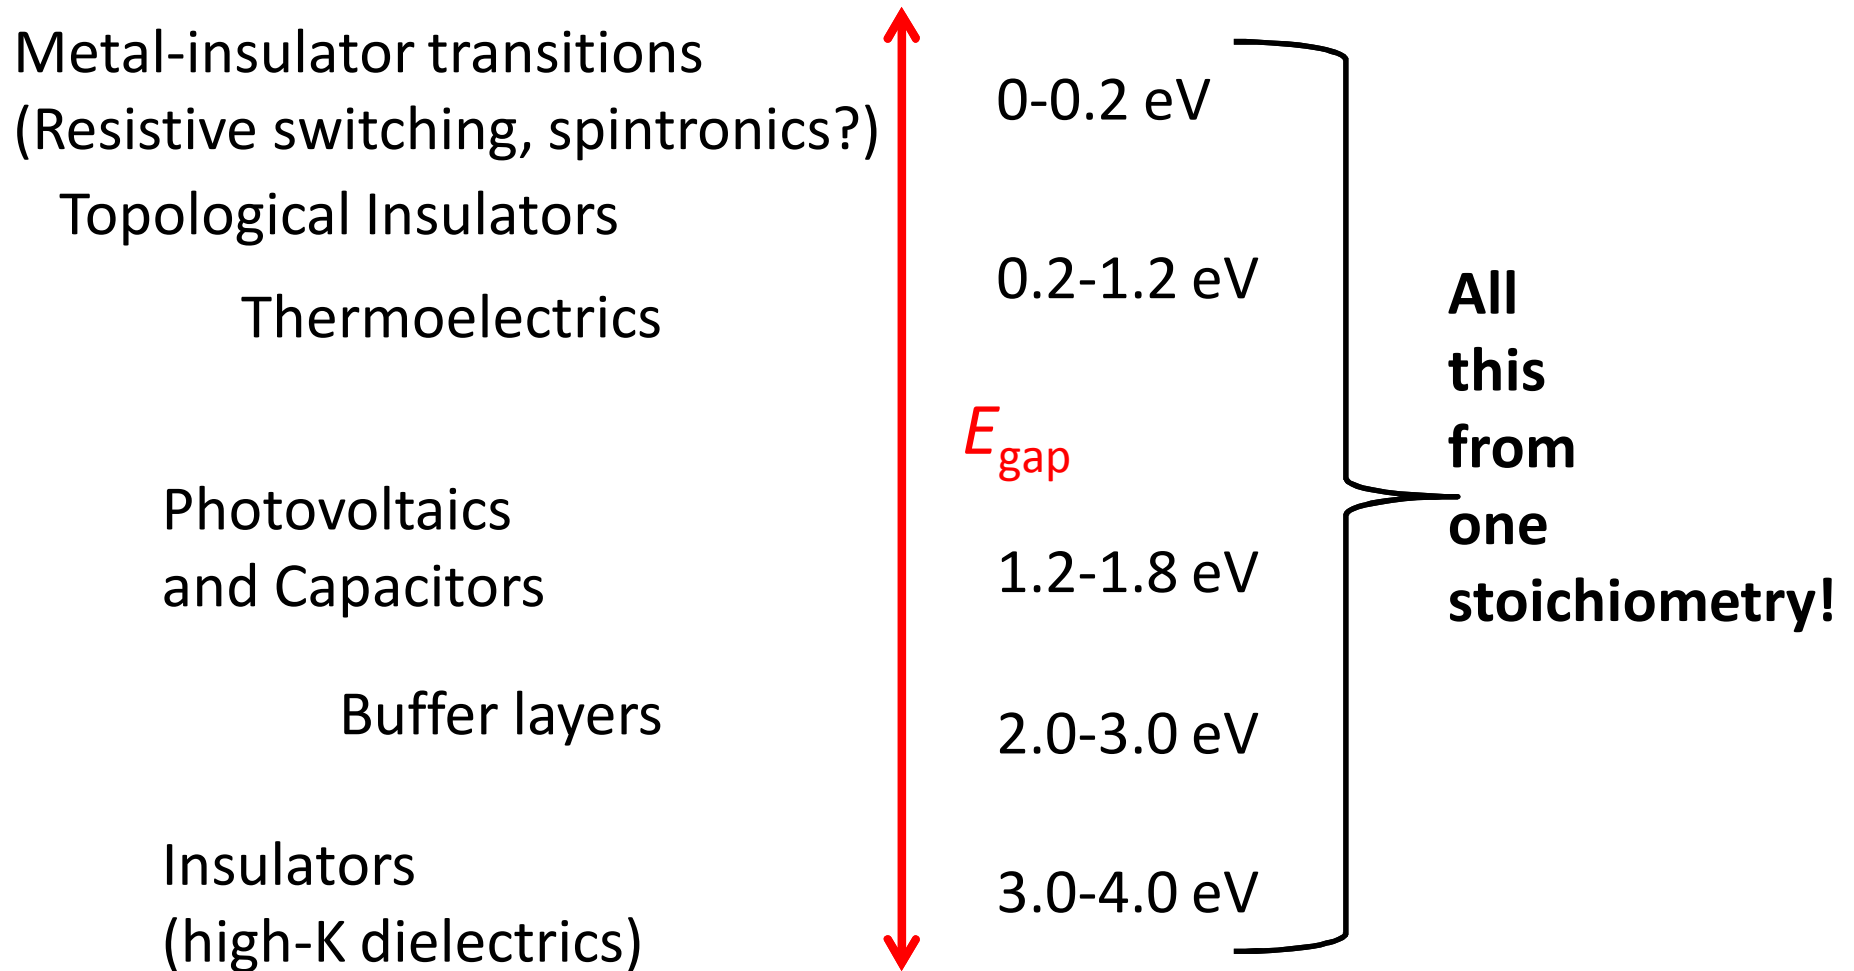 Metal-insulator transitions
(Resistive switching, spintronics?)
Topological Insulators
Thermoelectrics
Photovoltaics
and Capacitors
Buffer layers
Insulators
(high-K dielectrics)
0-0.2 eV
0.2-1.2 eV
Egap
1.2-1.8 eV
2.0-3.0 eV
3.0-4.0 eV
All
this
from
one
stoichiometry!